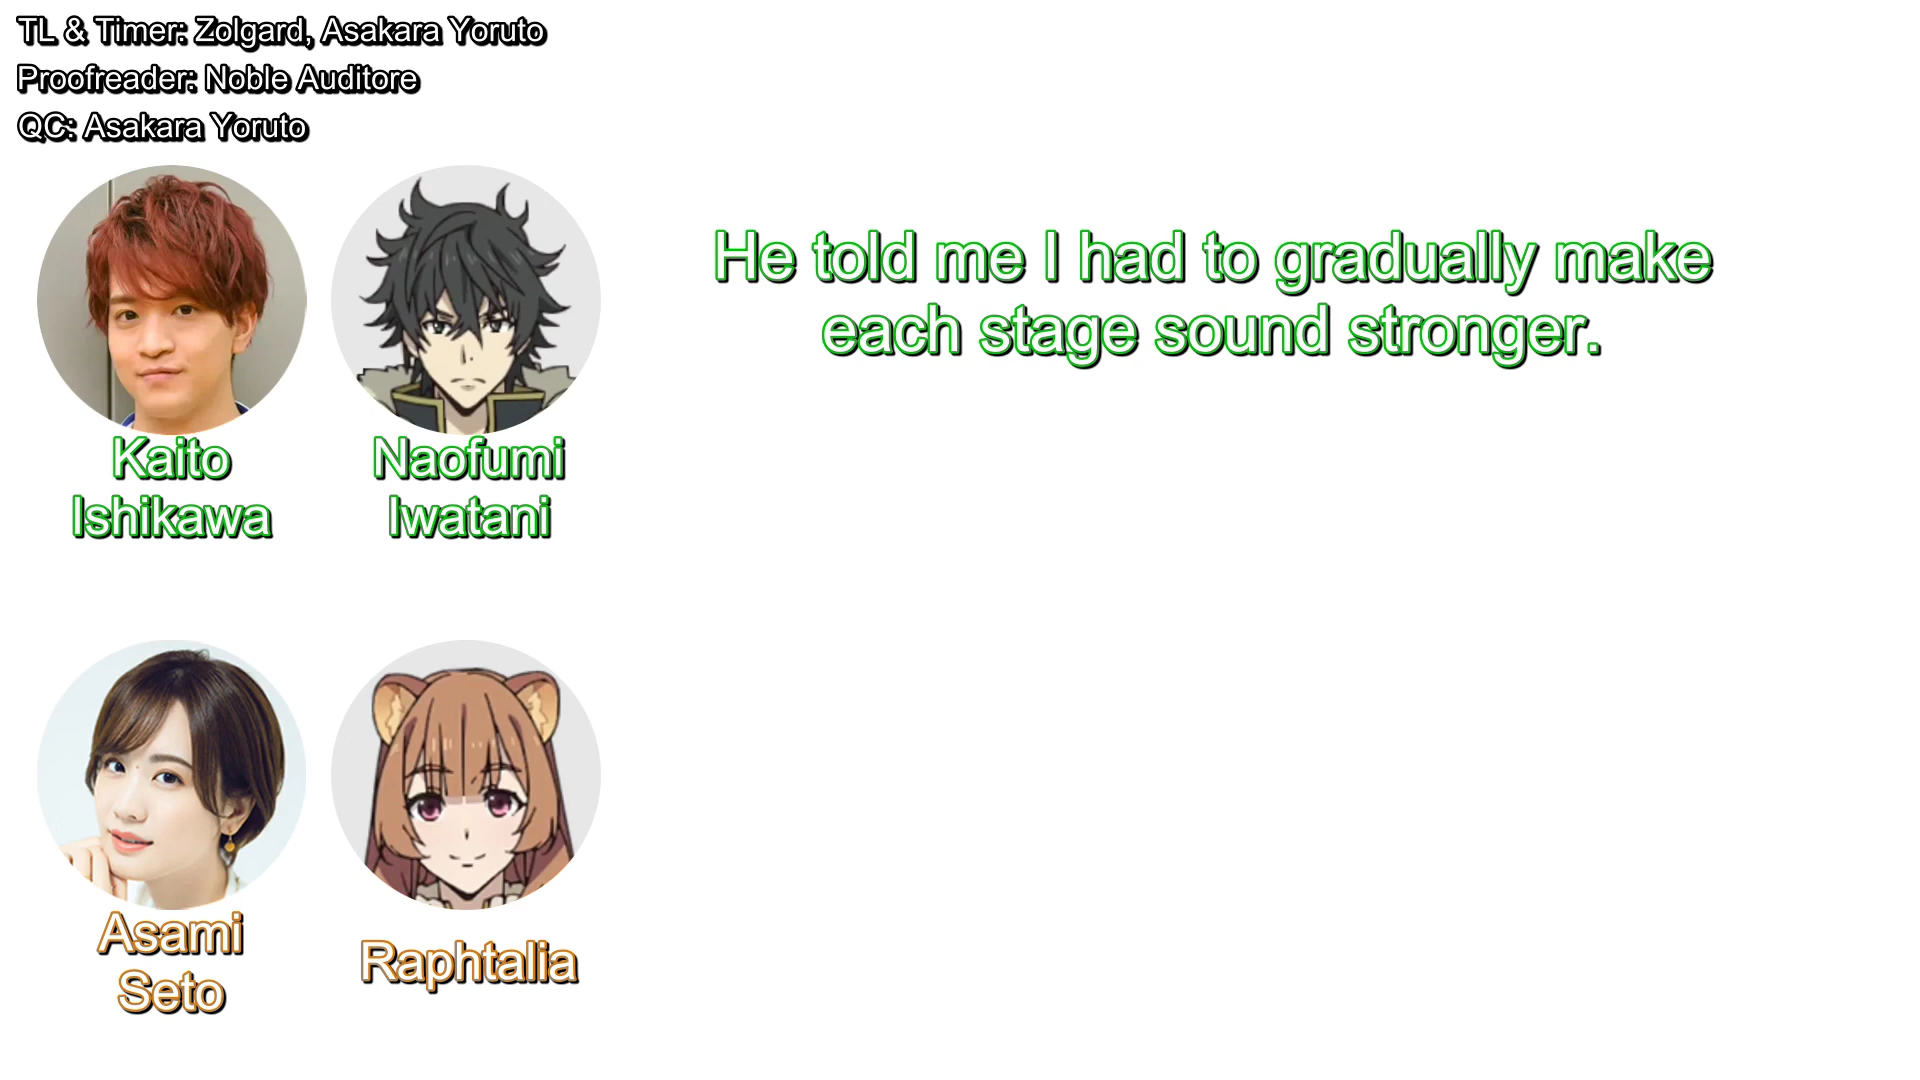 TL & Timer: Zolgard, Asakara Yoruto
Proofreader: Noble Auditore
QC: Asakara Yoruto
He told me I had to gradually make
each stage sound stronger.
Kaito
Ishikawa
Naofumi
Iwatani
Asami
Seto
Raphtalia